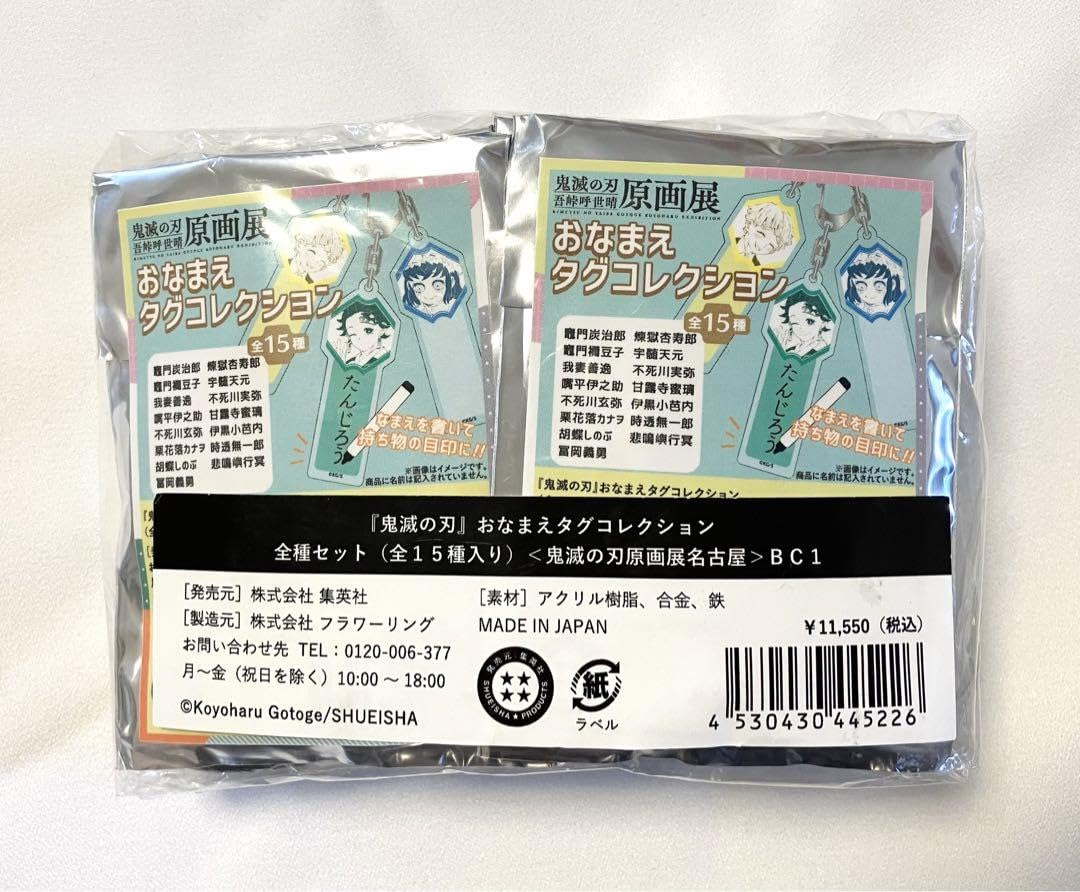 鬼滅の刃
吾峠呼世晴
原画展
KIMETSU NO YAIBA GOTOGE KOYOHARU EXHIBITION
おなまえ
タグコレクション
全15種
竈門炭治郎 煉獄杏寿郎
竈門禰豆子 宇髄天元
我妻善逸 不死川実弥
嘴平伊之助 甘露寺蜜璃
不死川玄弥 伊黒小芭内
栗花落カナヲ 時透無一郎
胡蝶しのぶ 悲鳴嶼行冥
冨岡義勇
たんじろう
©KG/S
なまえを書いて
持ち物の目印に!!
※画像はイメージです。
商品に名前は記入されていません。
鬼滅の刃
吾峠呼世晴
原画展
KIMETSU NO YAIBA GOTOGE KOYOHARU EXHIBITION
おなまえ
タグコレクション
全15種
竈門炭治郎 煉獄杏寿郎
竈門禰豆子 宇髄天元
我妻善逸 不死川実弥
嘴平伊之助 甘露寺蜜璃
不死川玄弥 伊黒小芭内
栗花落カナヲ 時透無一郎
胡蝶しのぶ 悲鳴嶼行冥
冨岡義勇
たんじろう
©KG/S
なまえを書いて
持ち物の目印に!!
※画像はイメージです。
商品に名前は記入されていません。
『鬼滅の刃』おなまえタグコレクション
『鬼滅の刃』おなまえタグコレクション
全種セット（全１５種入り）＜鬼滅の刃原画展名古屋＞ＢＣ１
［発売元］株式会社 集英社
［製造元］株式会社 フラワーリング
お問い合わせ先 TEL：0120-006-377
月～金（祝日を除く）10:00 ～ 18:00
©Koyoharu Gotoge/SHUEISHA
［素材］アクリル樹脂、合金、鉄
MADE IN JAPAN
発売元:集英社
SHUEISHA★PRODUCTS
紙
ラベル
¥11,550（税込）
4 530430 445226